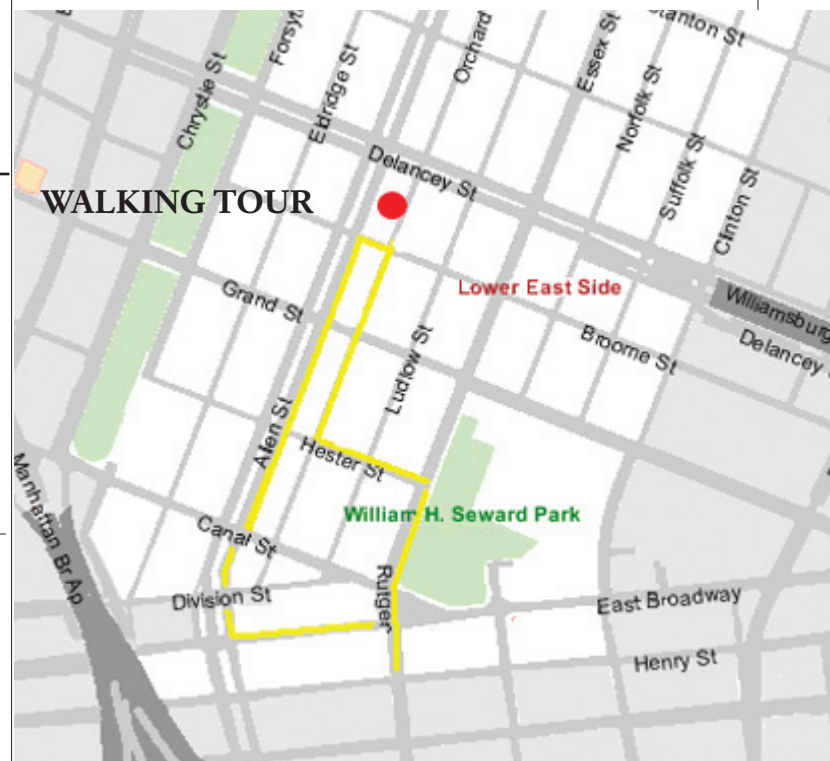 Stanton St
Forsyt
Orchard
Essex St
Eldridge St
Chrystie St
Norfolk St
Delancey St
Suffolk St
Clinton St
WALKING TOUR
Lower East Side
Grand St
Williamsburg
Delancey
Broome St
Ludlow St
Allen St
Hester St
Manhattan Br Ap
William H. Seward Park
Canal St
Rutger
Division St
East Broadway
Henry St